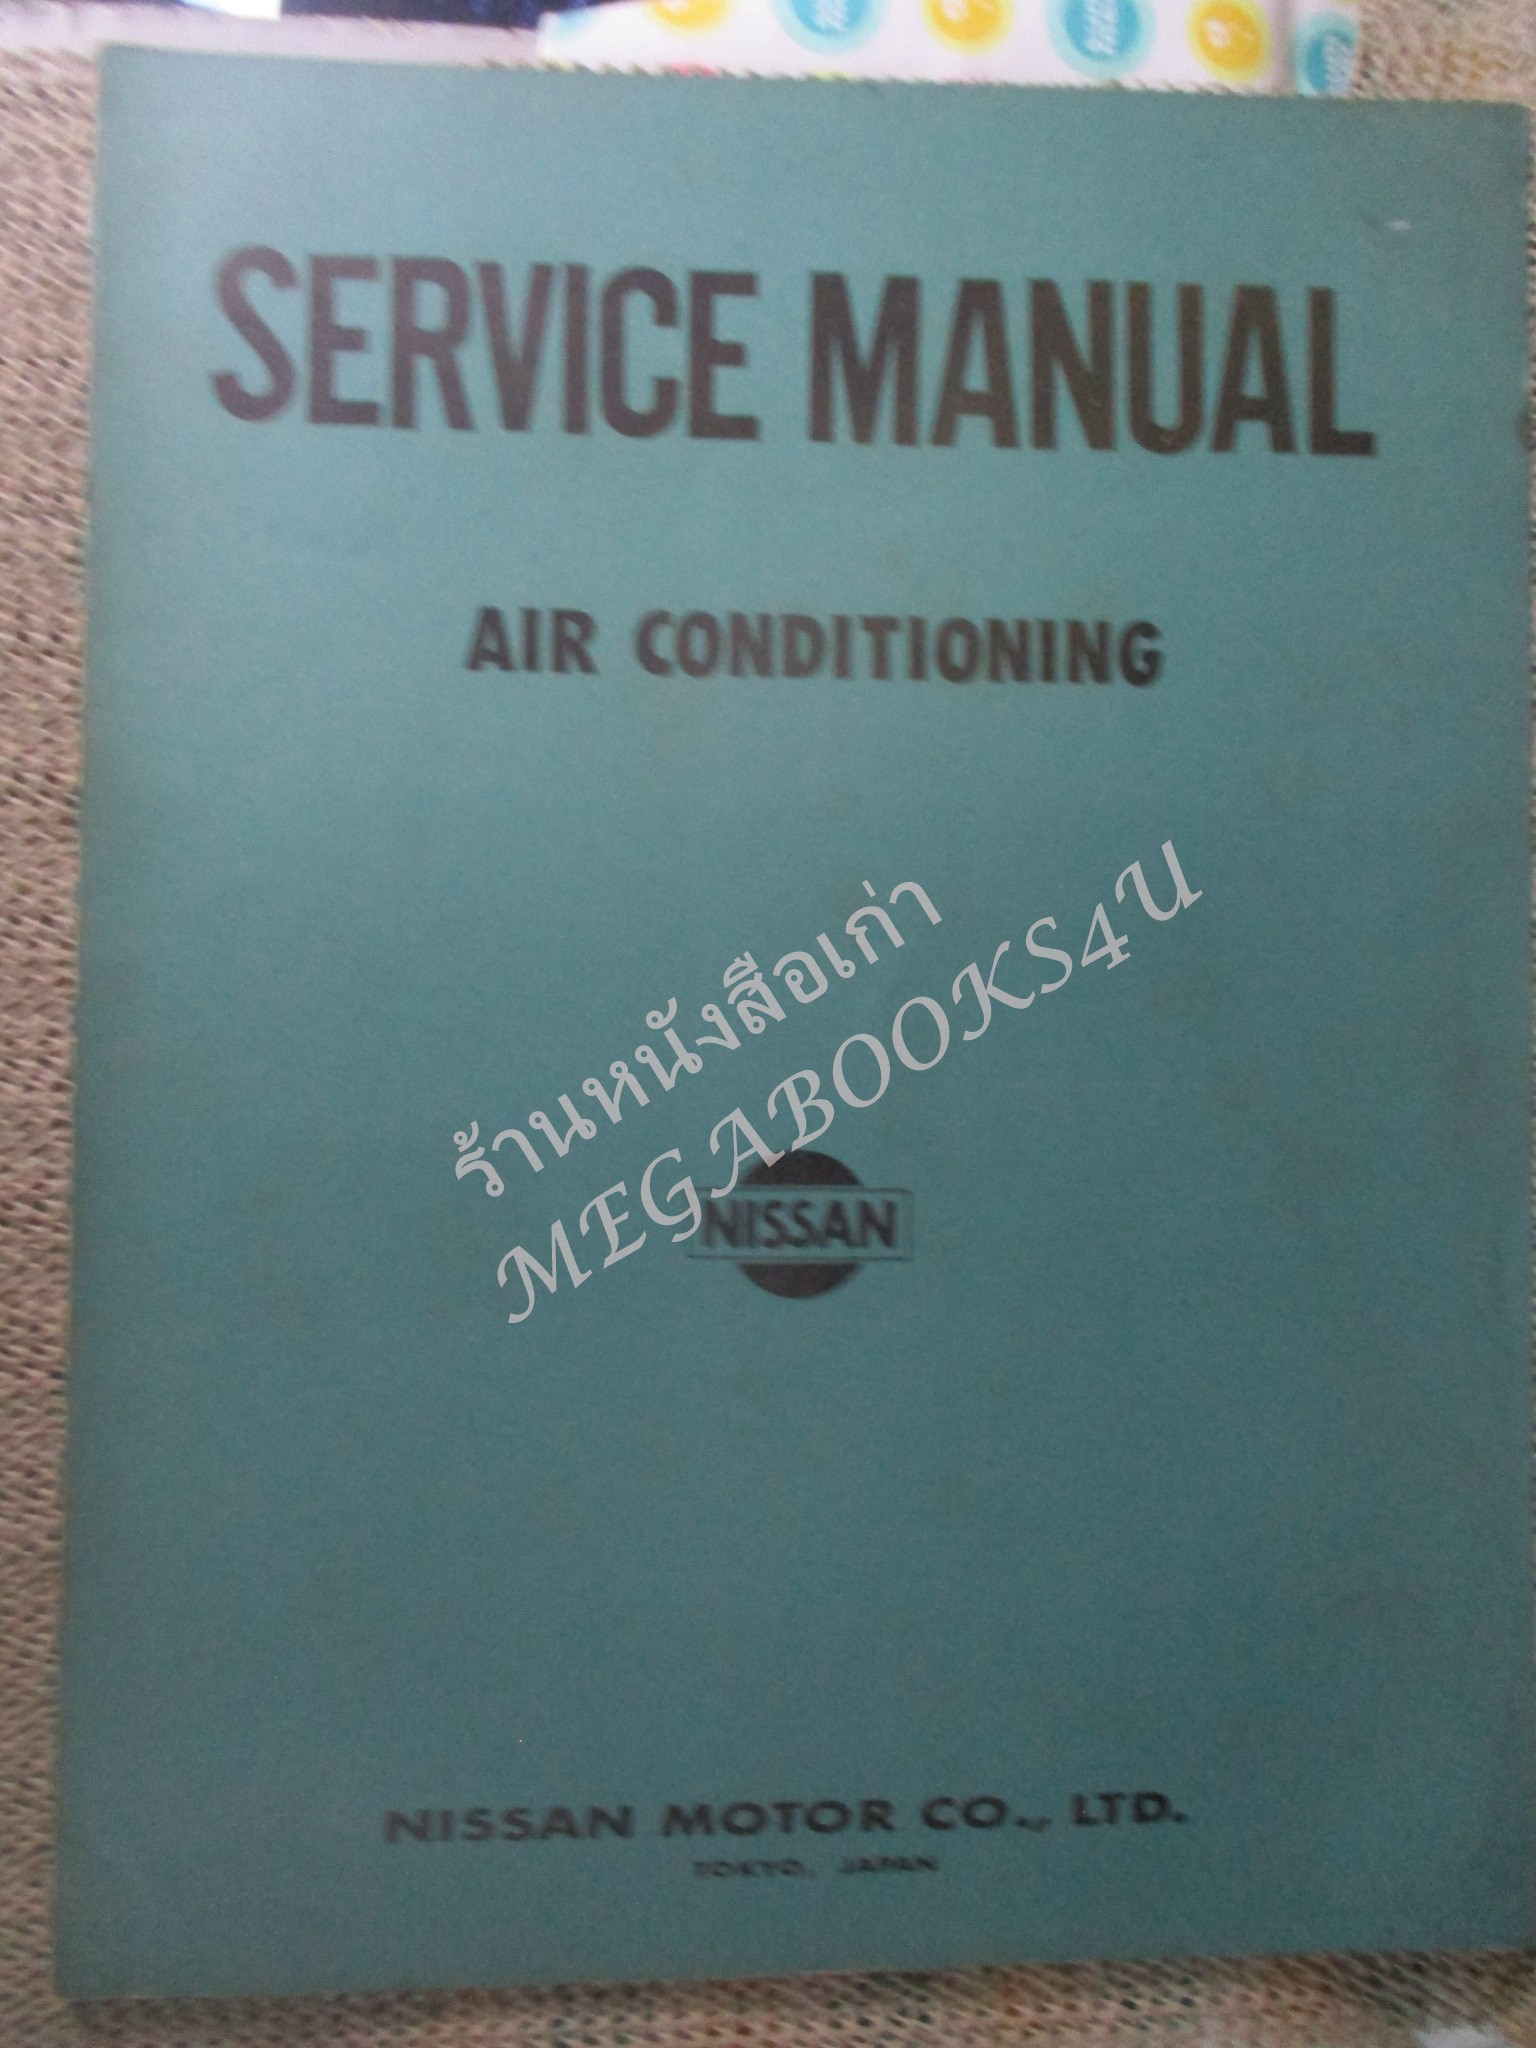 SERVICE MANUAL
AIR CONDITIONING
ร้านหนังสือเก่า
MEGABOOKS4U
NISSAN
NISSAN MOTOR CO., LTD.
TOKYO, JAPAN